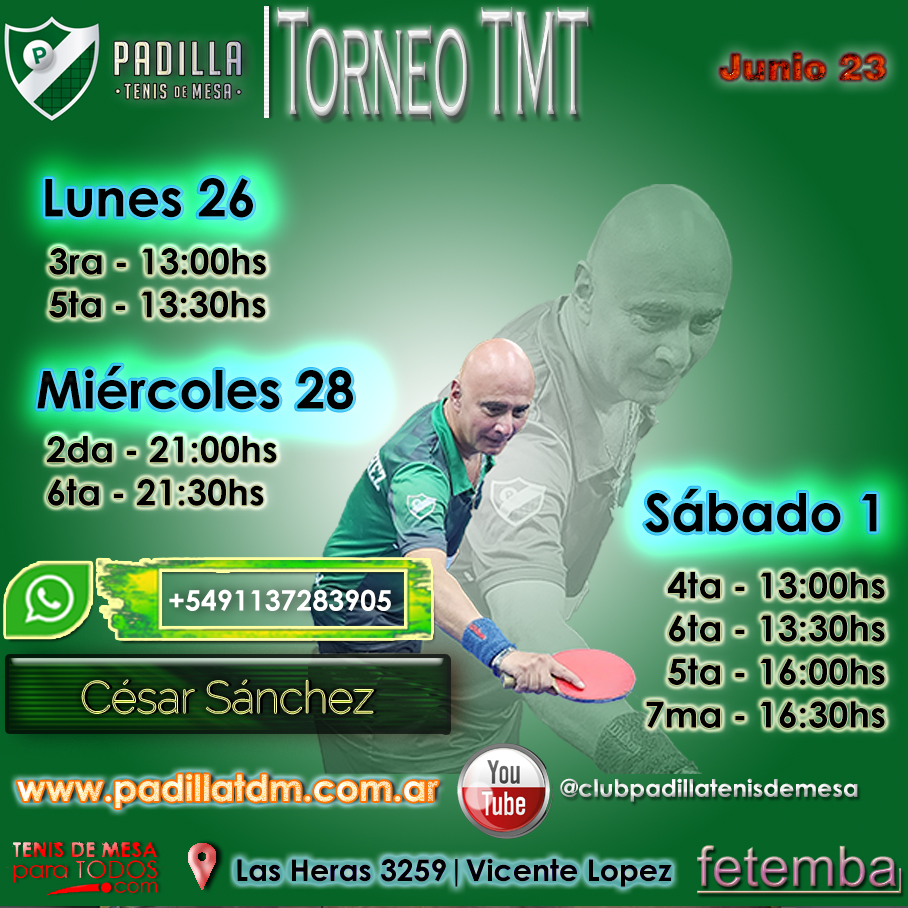 P
PADILLA
• TENIS DE MESA •
TORNEO TMT
Junio 23
Lunes 26
3ra - 13:00hs
5ta - 13:30hs
Miércoles 28
2da - 21:00hs
6ta - 21:30hs
Sábado 1
4ta - 13:00hs
6ta - 13:30hs
5ta - 16:00hs
7ma - 16:30hs
+5491137283905
César Sánchez
www.padillatdm.com.ar
You
Tube
@clubpadillatenisdemesa
TENIS DE MESA
para TODOS
.com
Las Heras 3259|Vicente Lopez
fetemba